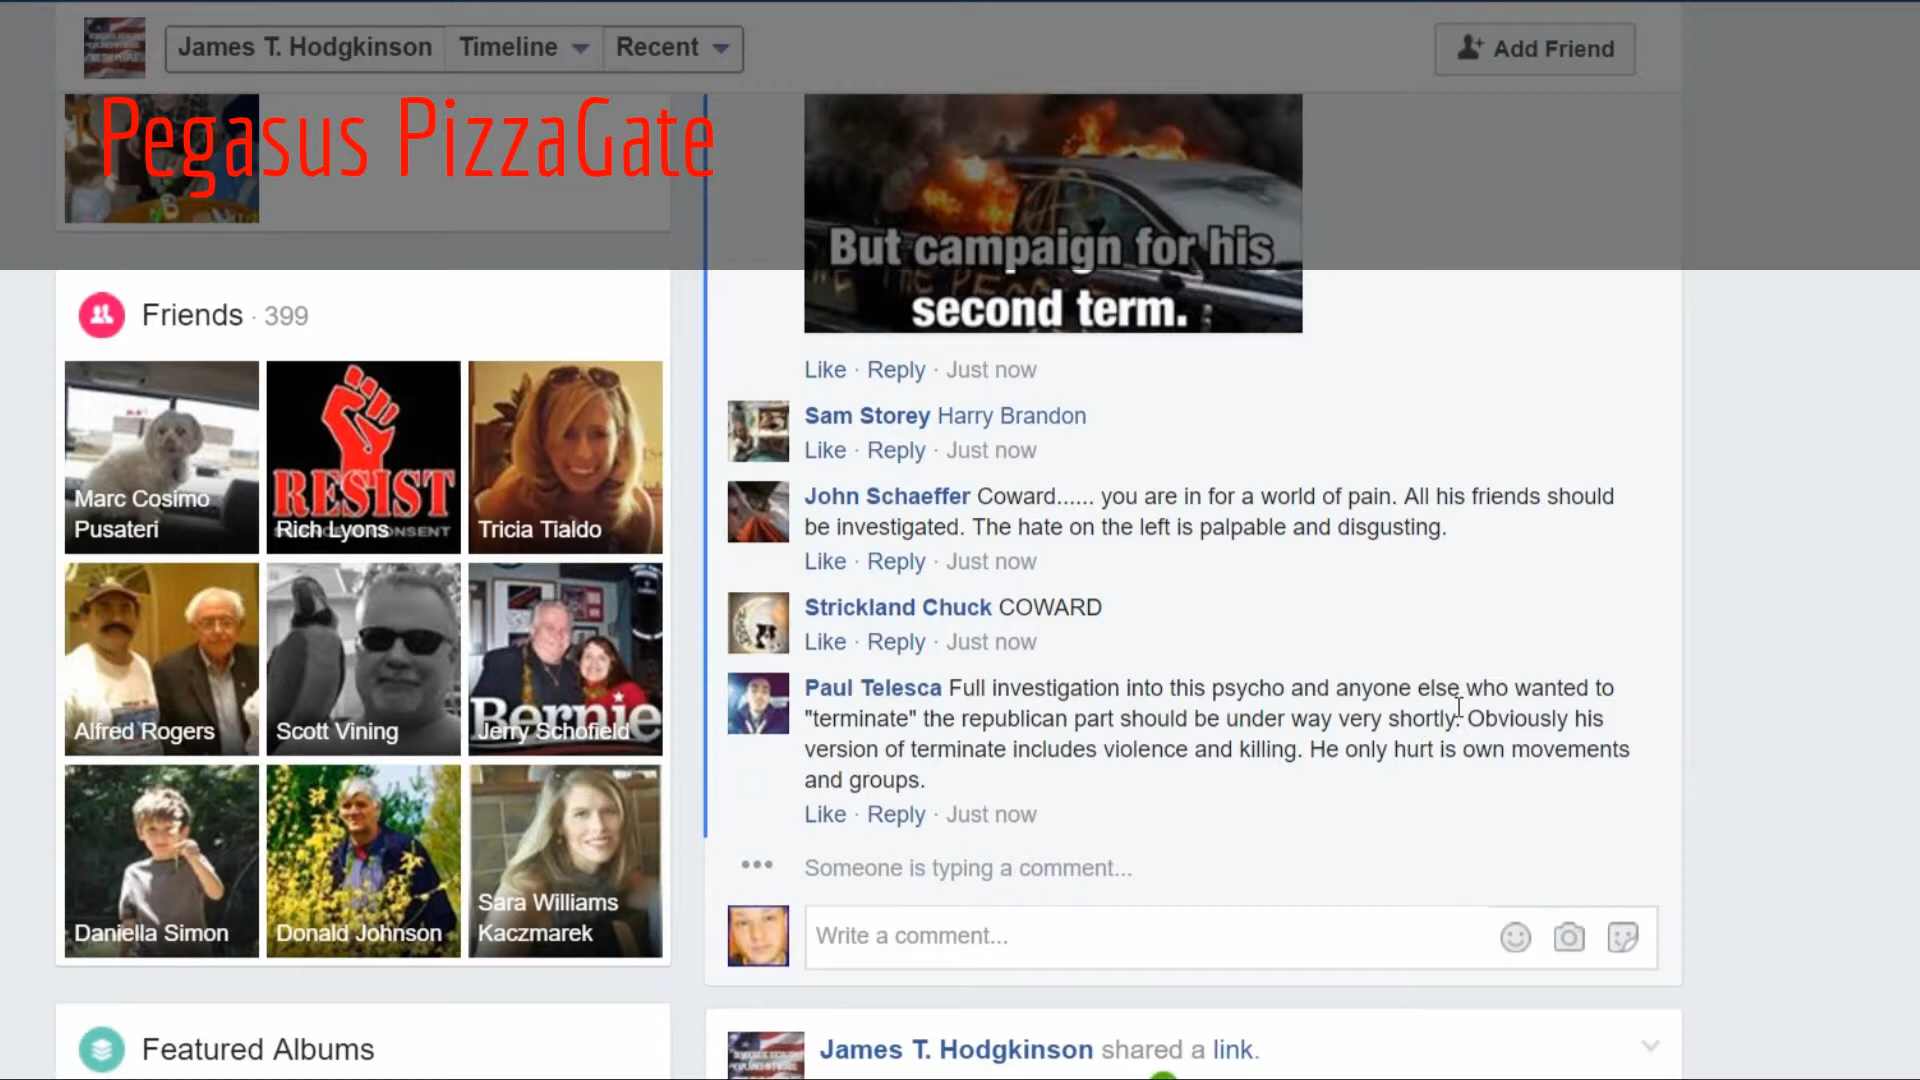 James T. Hodgkinson
Timeline
Recent
Add Friend
Pegasus PizzaGate
But campaign for his
second term.
Friends · 399
Marc Cosimo
Pusateri
RESIST
Rich Lyons
Tricia Tialdo
Alfred Rogers
Scott Vining
Bernie
Jerry Schofield
Daniella Simon
Donald Johnson
Sara Williams
Kaczmarek
Featured Albums
Like · Reply · Just now
Sam Storey Harry Brandon
Like · Reply · Just now
John Schaeffer Coward...... you are in for a world of pain. All his friends should
be investigated. The hate on the left is palpable and disgusting.
Like · Reply · Just now
Strickland Chuck COWARD
Like · Reply · Just now
Paul Telesca Full investigation into this psycho and anyone else who wanted to
"terminate" the republican part should be under way very shortly. Obviously his
version of terminate includes violence and killing. He only hurt is own movements
and groups.
Like · Reply · Just now
Someone is typing a comment...
Write a comment...
James T. Hodgkinson shared a link.